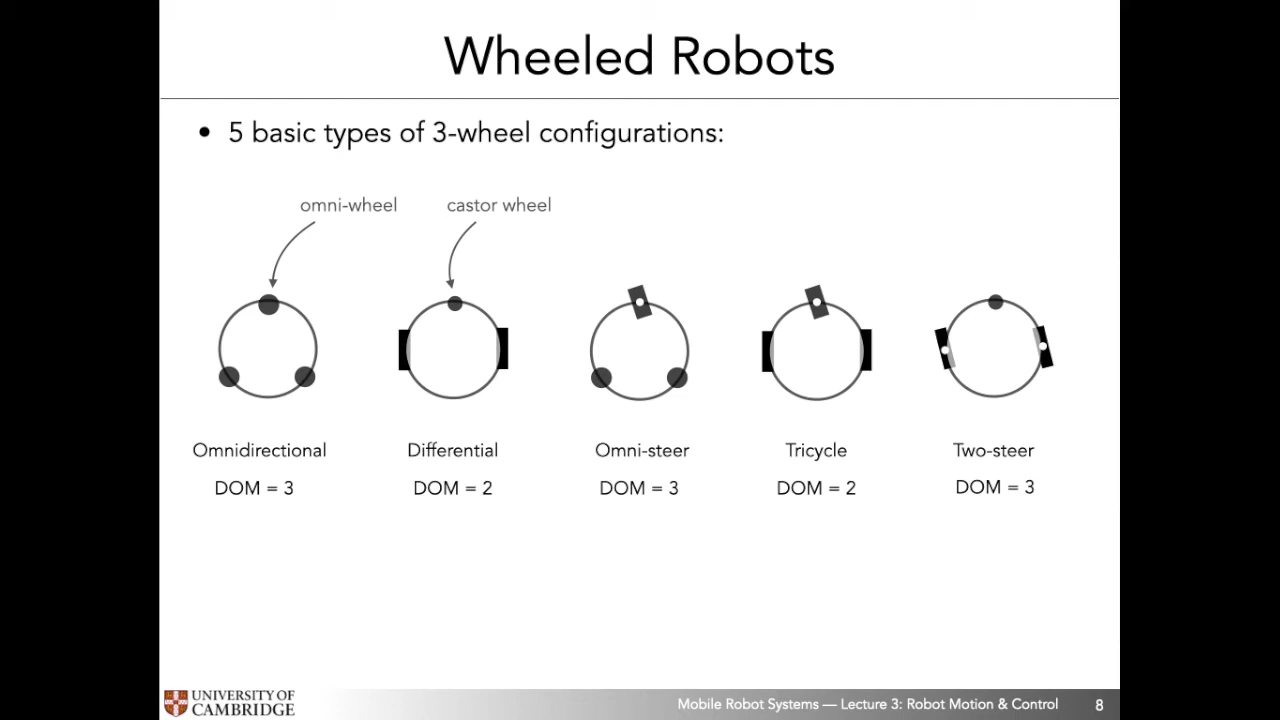 Wheeled Robots
• 5 basic types of 3-wheel configurations:
omni-wheel castor wheel
Omnidirectional Differential Omni-steer Tricycle Two-steer
DOM = 3 DOM = 2 DOM = 3 DOM = 2 DOM = 3
UNIVERSITY OF
CAMBRIDGE
Mobile Robot Systems — Lecture 3: Robot Motion & Control 8